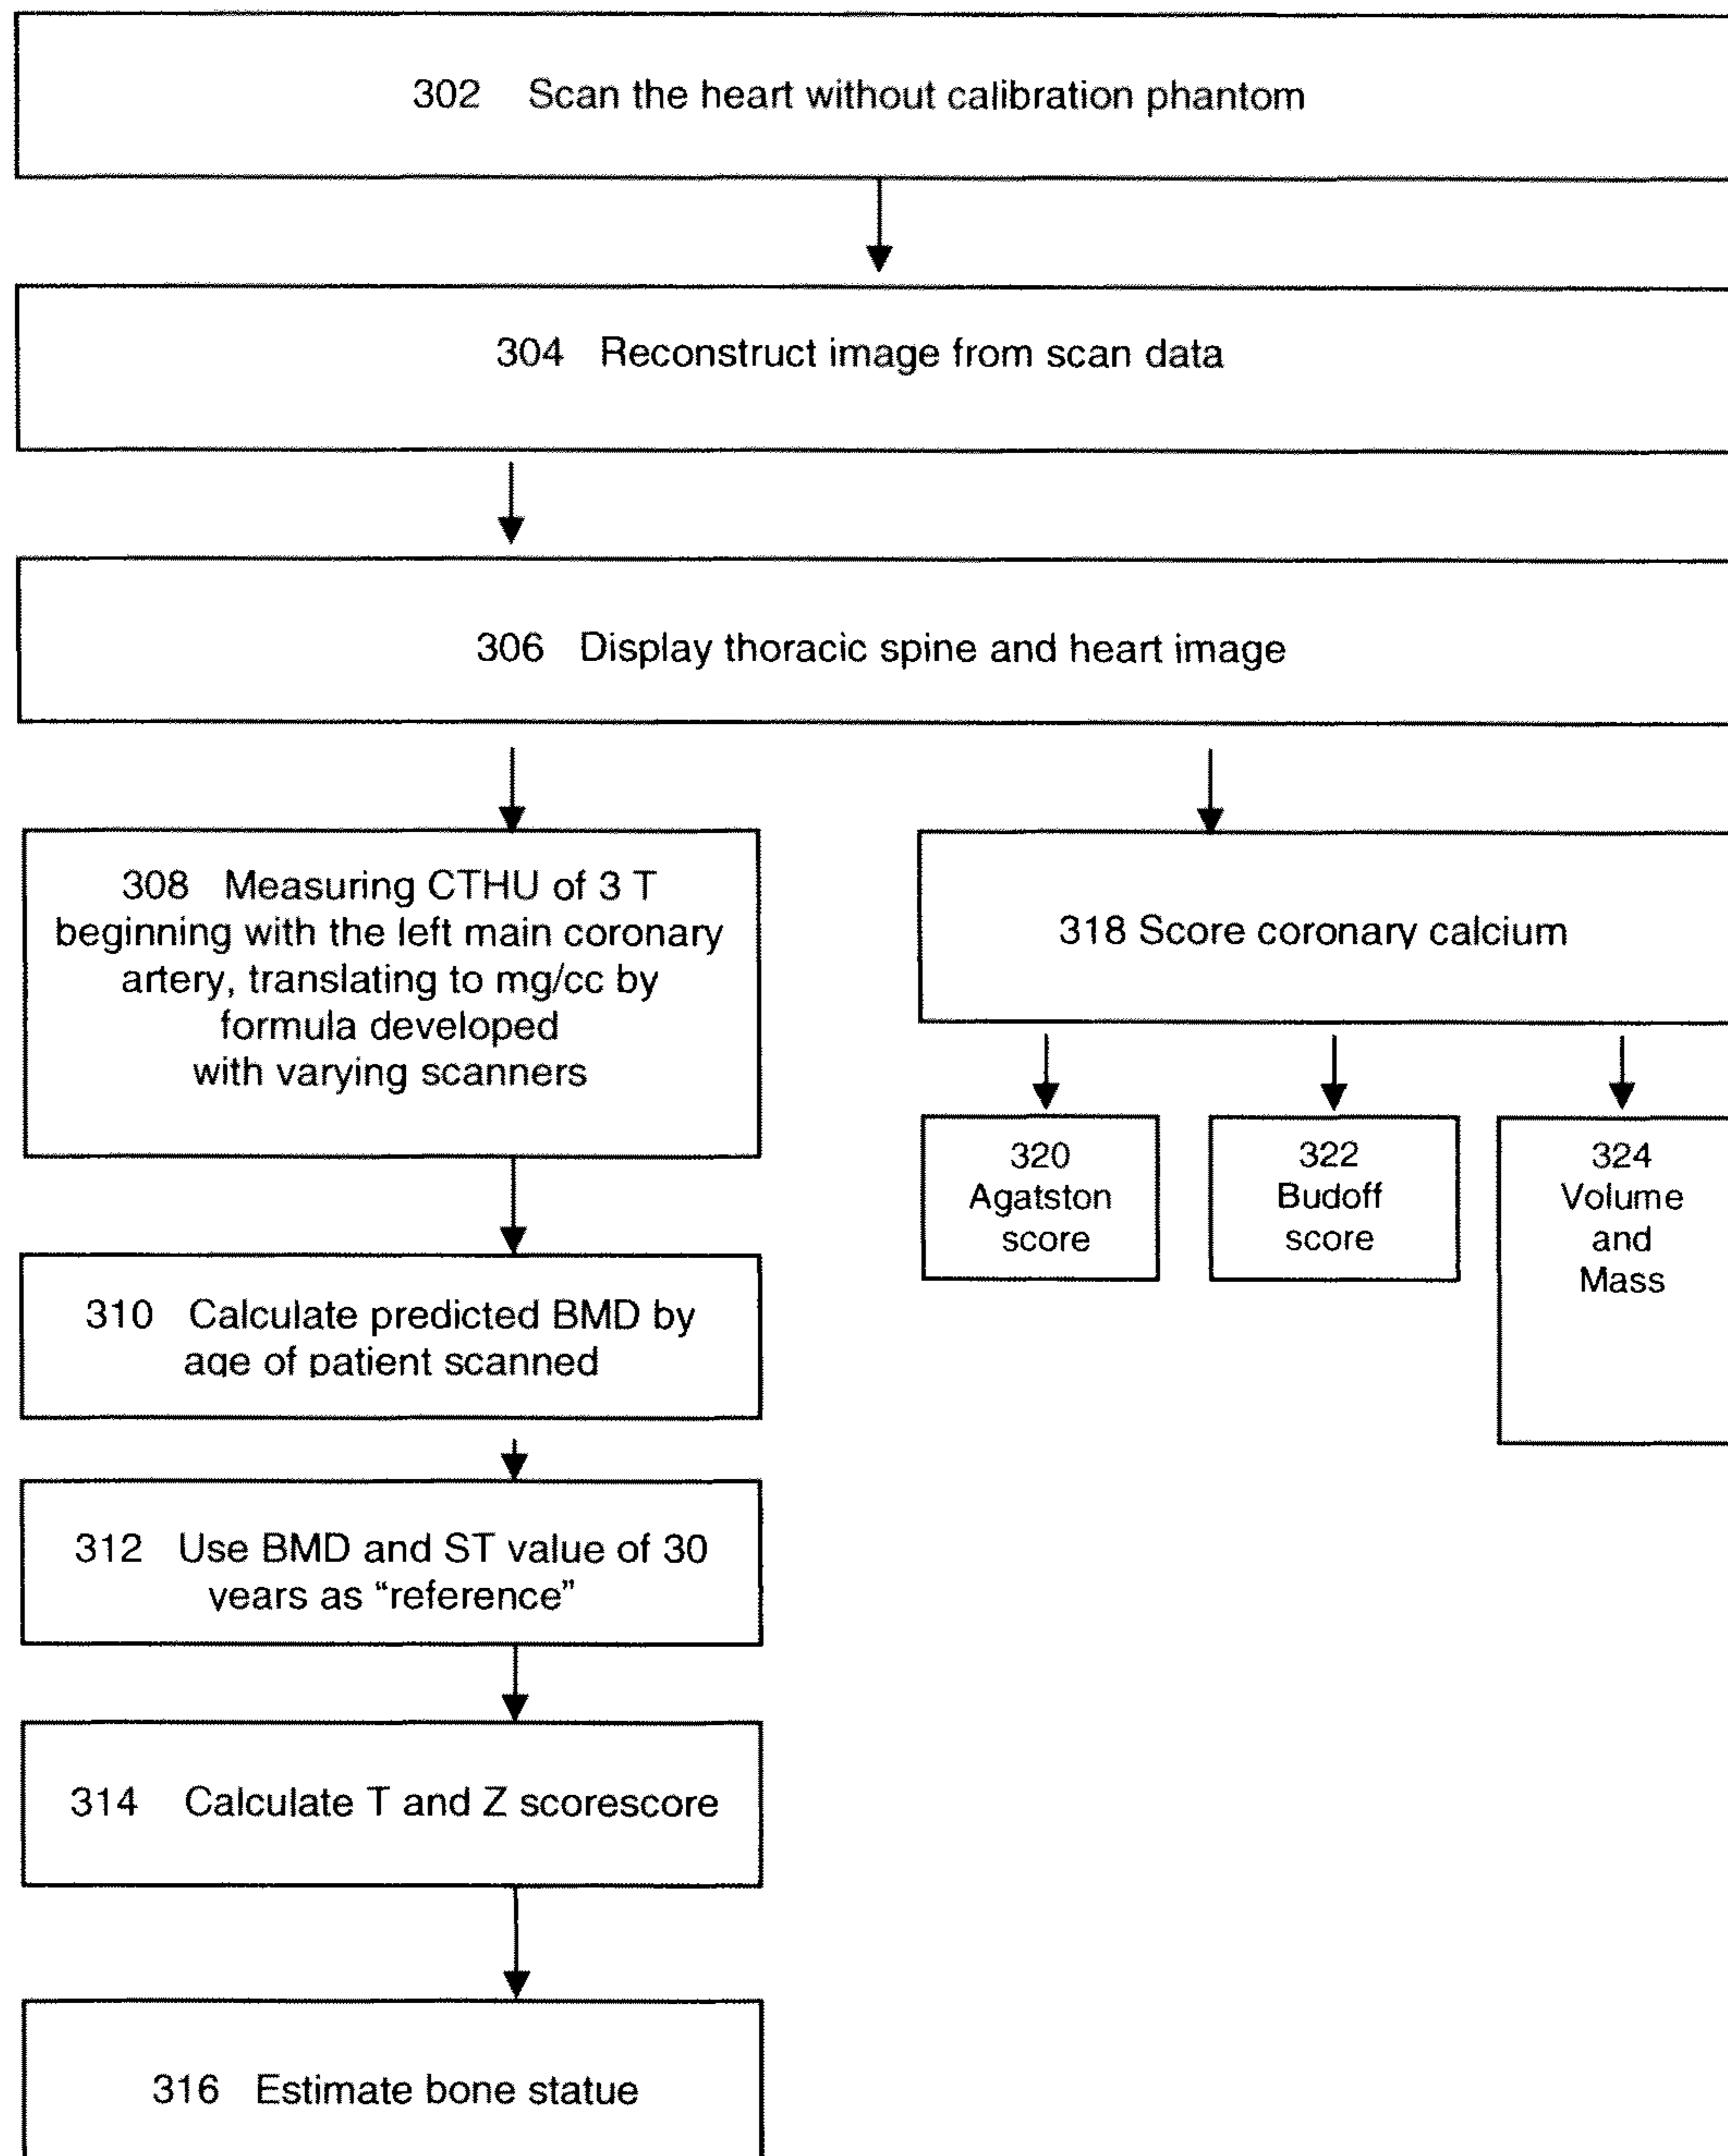 302 Scan the heart without calibration phantom
304 Reconstruct image from scan data
306 Display thoracic spine and heart image
308 Measuring CTHU of 3 T
beginning with the left main coronary
artery, translating to mg/cc by
formula developed
with varying scanners
310 Calculate predicted BMD by
age of patient scanned
312 Use BMD and ST value of 30
years as “reference”
314 Calculate T and Z scorescore
316 Estimate bone statue
318 Score coronary calcium
320
Agatston
score
322
Budoff
score
324
Volume
and
Mass